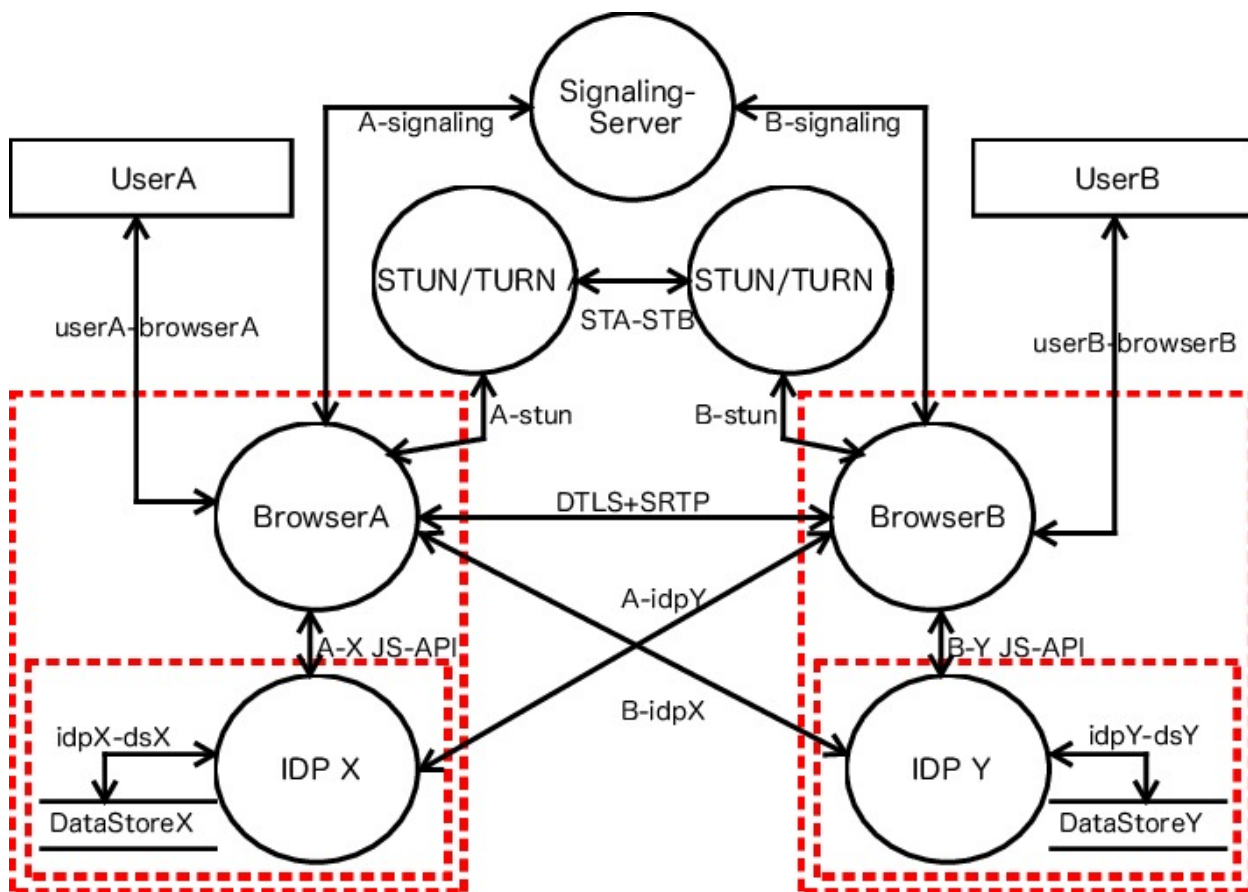 Signaling-
Server
A-signaling
B-signaling
UserA
UserB
STUN/TURN A
STUN/TURN
STA-STB
userA-browserA
userB-browserB
A-stun
B-stun
BrowserA
DTLS+SRTP
BrowserB
A-idpY
A-X JS-API
B-Y JS-API
B-idpX
idpX-dsX
idpY-dsY
IDP X
IDP Y
DataStoreX
DataStoreY